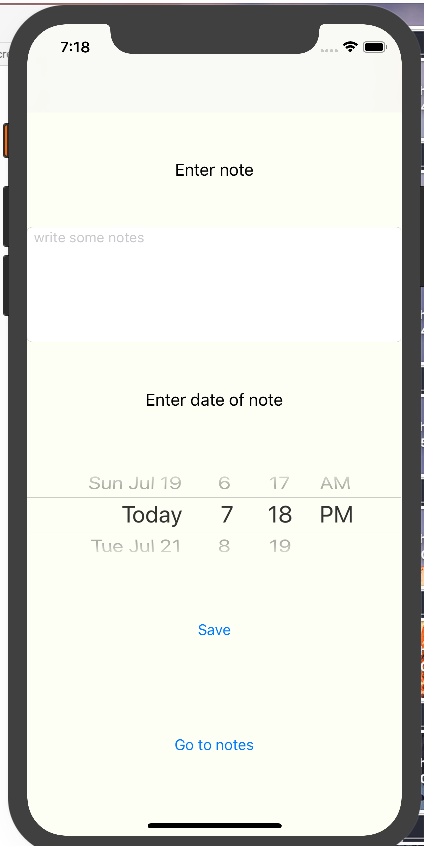 7:18
Enter note
write some notes
Enter date of note
Sun Jul 19 6 17 AM
Today 7 18 PM
Tue Jul 21 8 19
Save
Go to notes